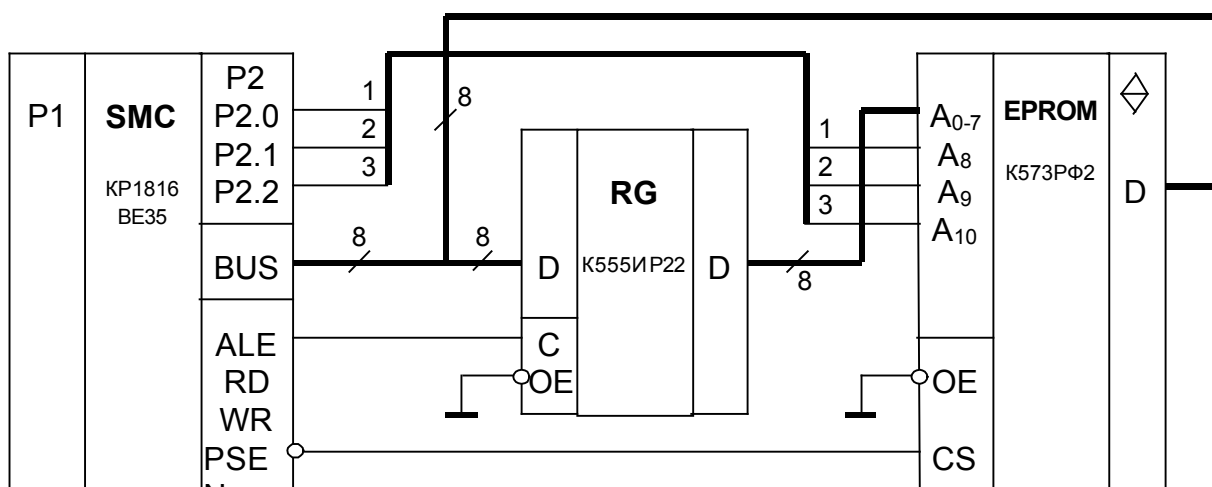 P1
SMC
КР1816
ВЕ35
P2
P2.0
P2.1
P2.2
BUS
ALE
RD
WR
PSE
1
2
3
8
8
8
RG
К555ИР22
D
C
OE
D
8
1
2
3
A0-7
A8
A9
A10
OE
CS
EPROM
К573РФ2
D